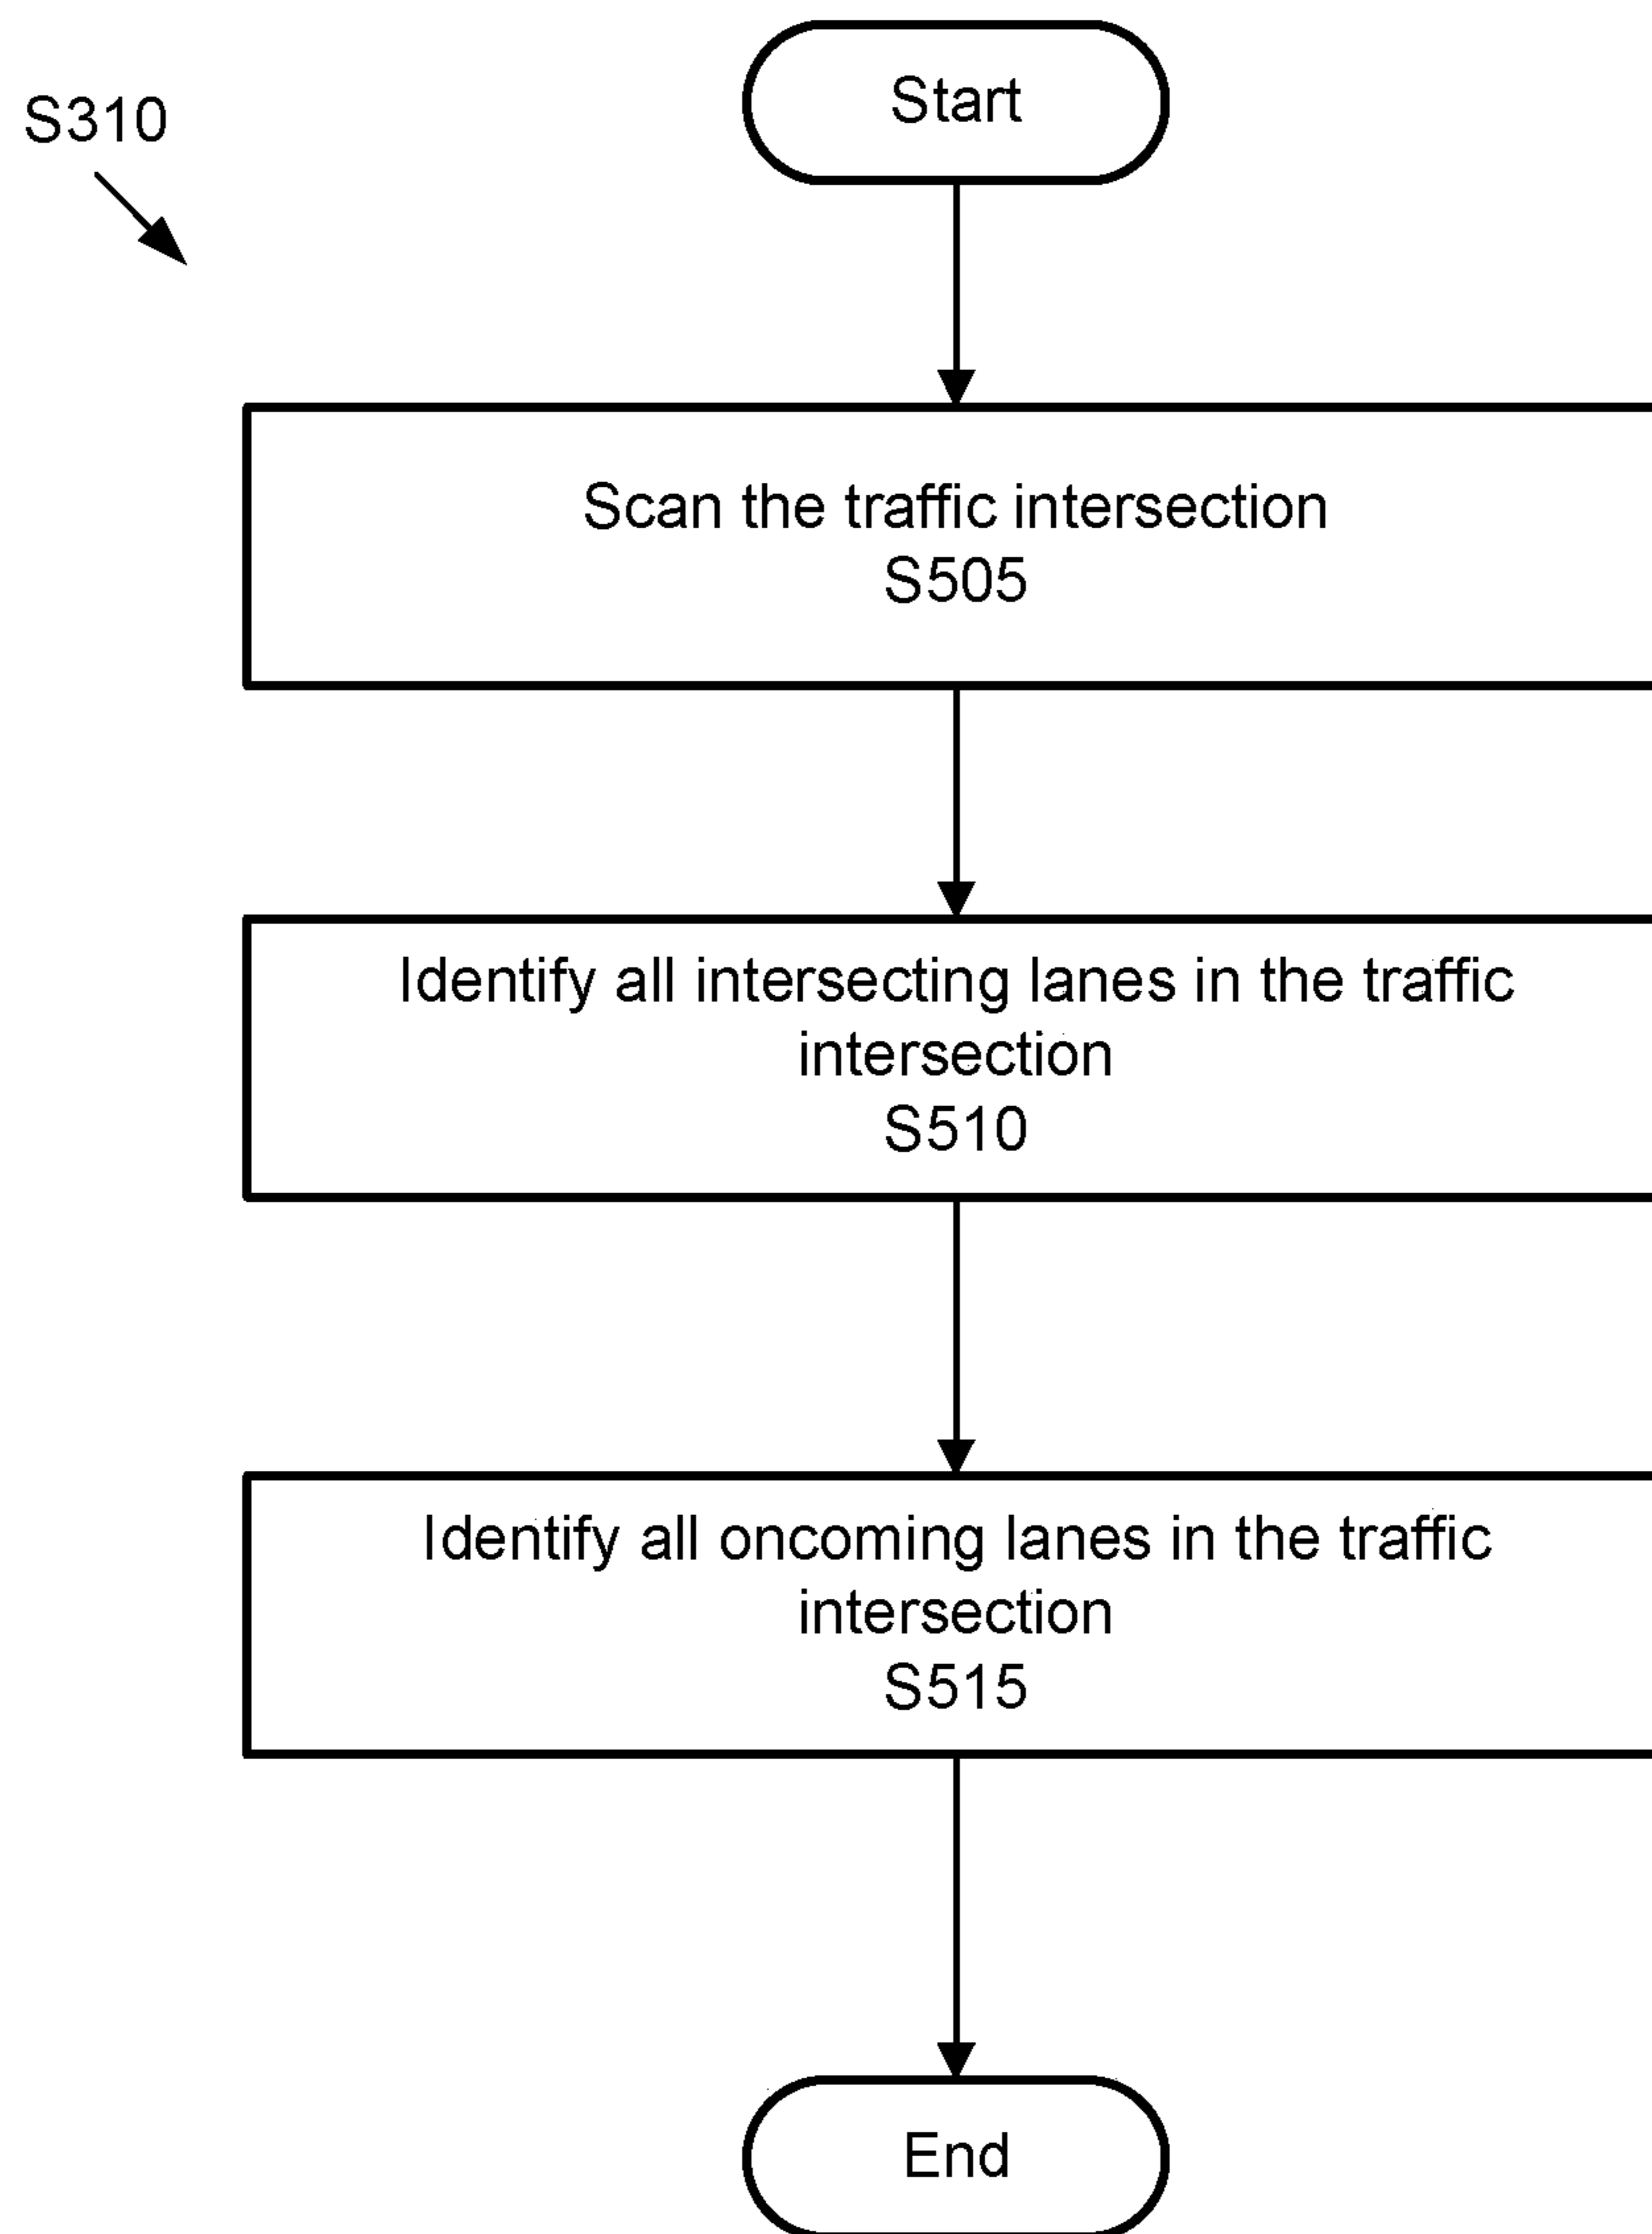 S310
Start
Scan the traffic intersection
S505
Identify all intersecting lanes in the traffic
intersection
S510
Identify all oncoming lanes in the traffic
intersection
S515
End